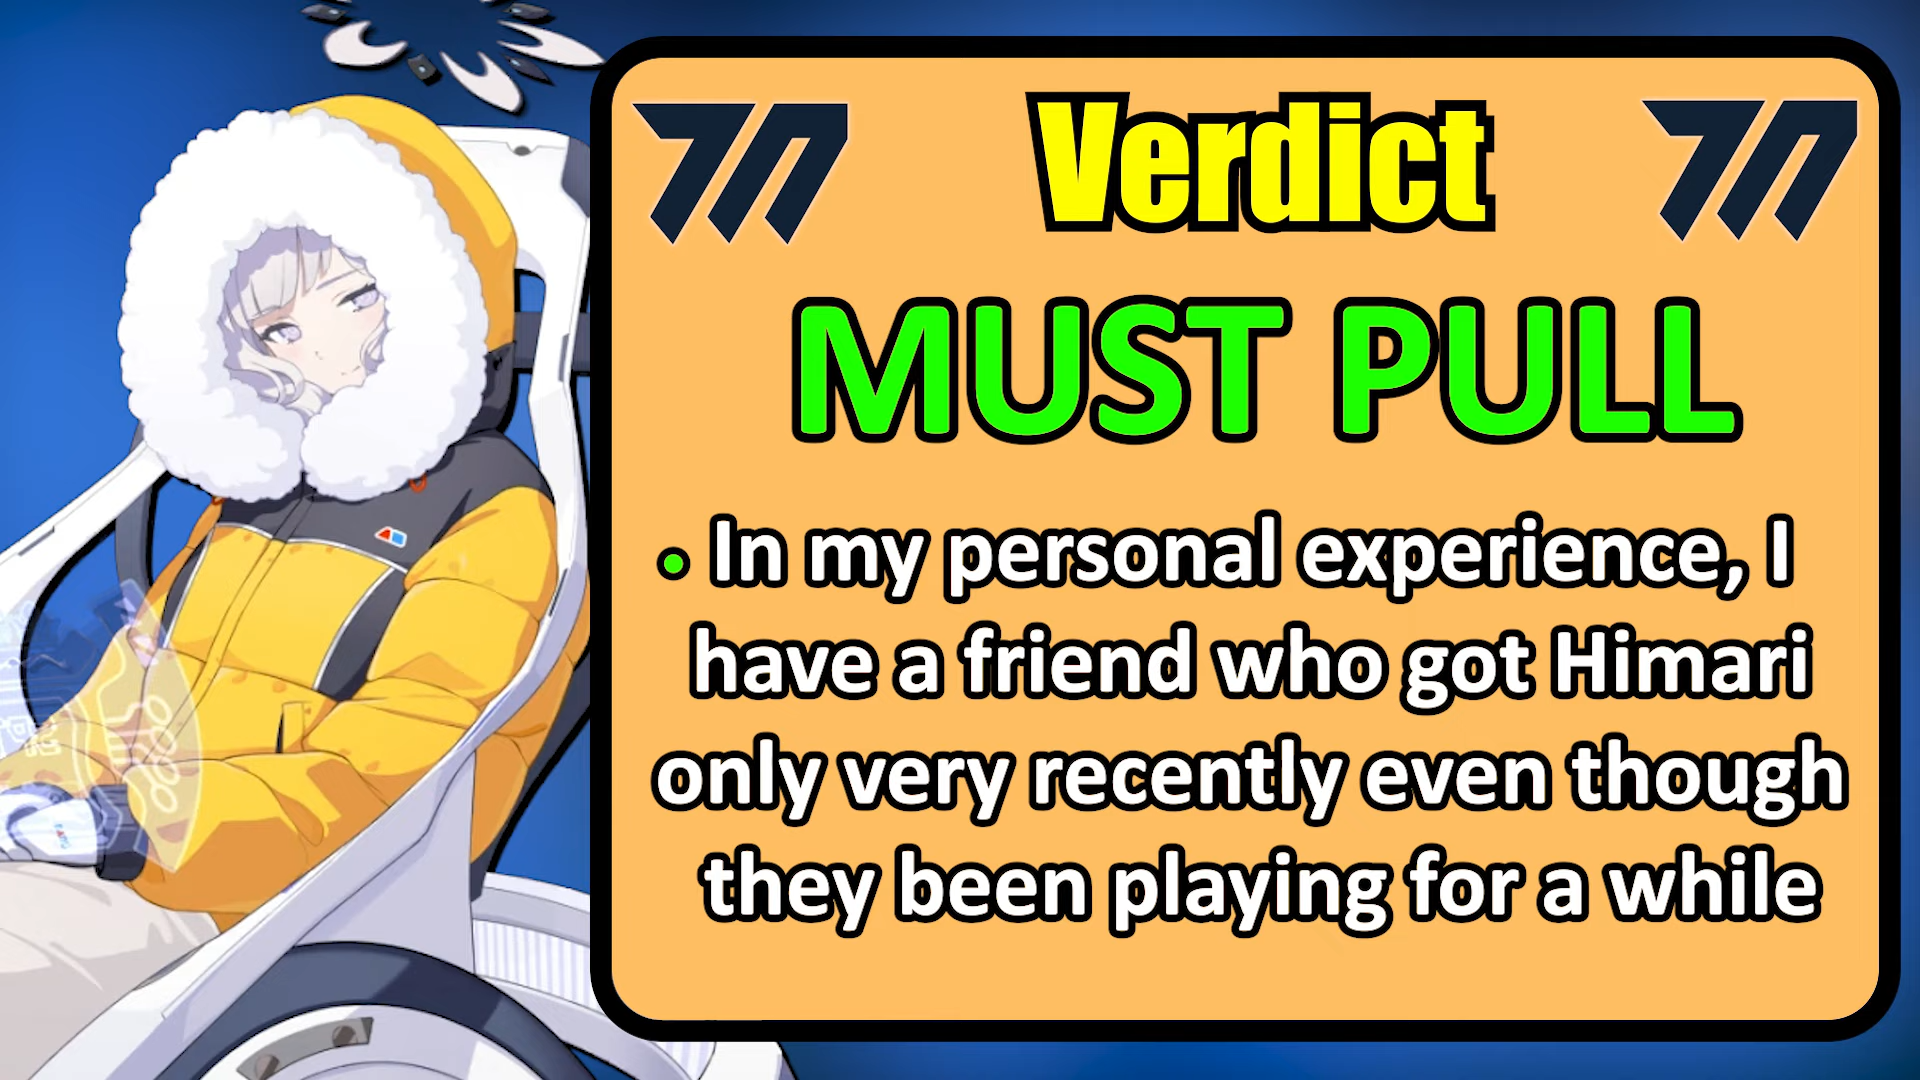 Verdict
MUST PULL
• In my personal experience, I
have a friend who got Himari
only very recently even though
they been playing for a while